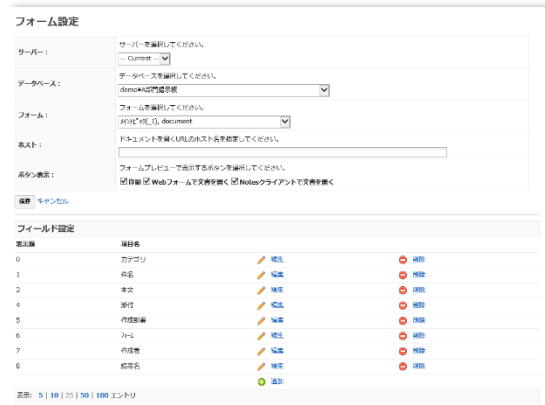 フォーム設定
サーバー:
サーバーを選択してください。
-- Current --
データベース:
データベースを選択してください。
demo#A部門掲示板
フォーム:
フォームを選択してください。
document
ホスト:
ドキュメントを開くURLのホスト名を指定してください。
ボタン表示:
フォームプレビューで表示するボタンを選択してください。
印刷 Webフォームで文書を開く Notesクライアントで文書を開く
保存 キャンセル
フィールド設定
表示順 項目名
0 カテゴリ 編集 削除
1 件名 編集 削除
2 本文 編集 削除
4 添付 編集 削除
5 作成部署 編集 削除
6 フォーム 編集 削除
7 作成者 編集 削除
8 編集 削除
追加
表示: 5 | 10 | 25 | 50 | 100 エントリ